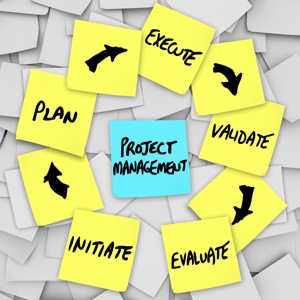 EXECUTE
PLAN
VALIDATE
PROJECT
MANAGEMENT
INITIATE
EVALUATE